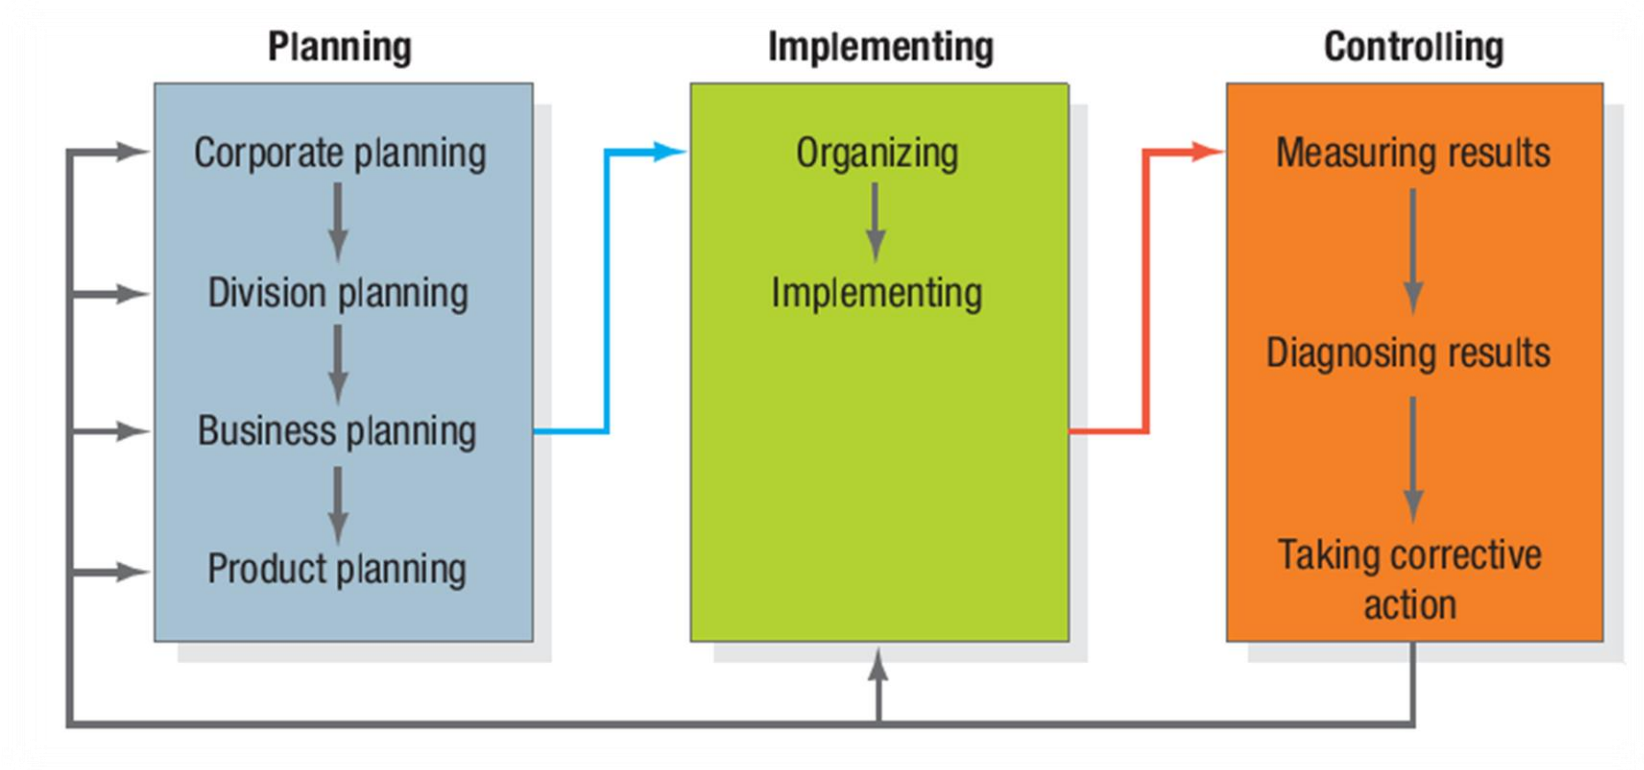 Planning
Corporate planning
Division planning
Business planning
Product planning
Implementing
Organizing
Implementing
Controlling
Measuring results
Diagnosing results
Taking corrective
action